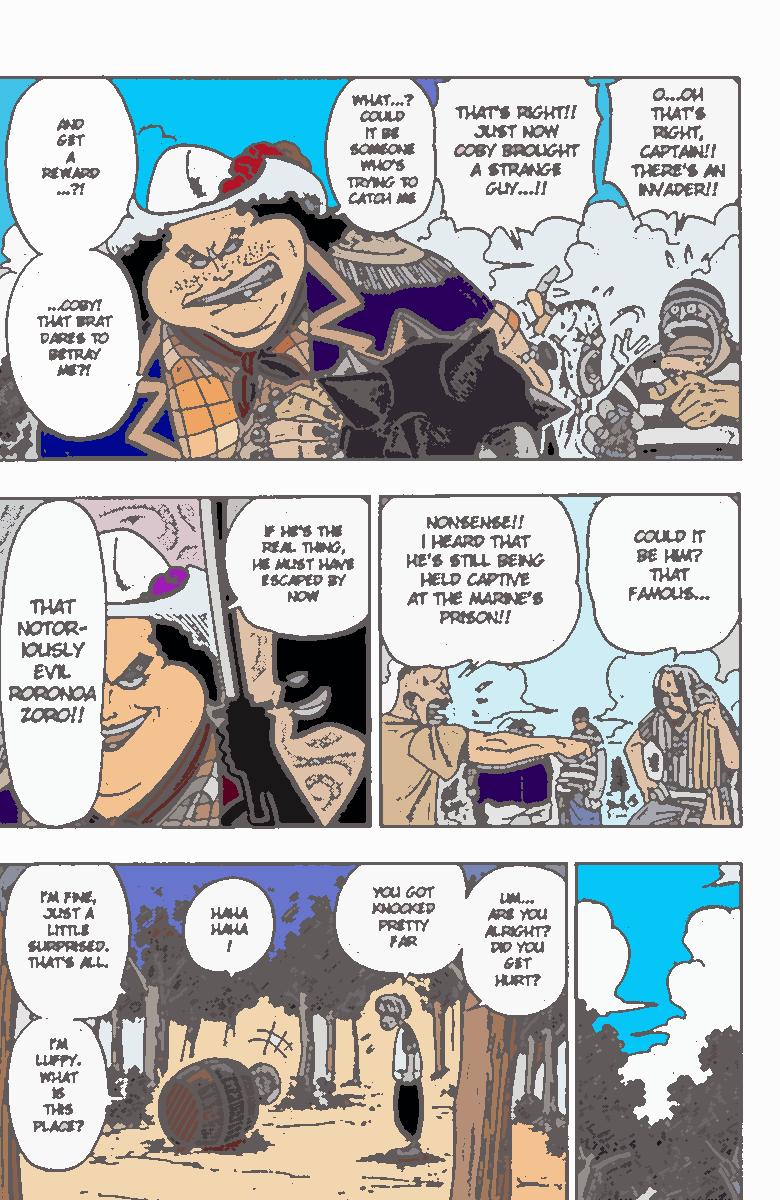 O...OH
THAT'S
RIGHT,
CAPTAIN!!
THERE'S AN
INVADER!!
THAT'S RIGHT!!
JUST NOW
COBY BROUGHT
A STRANGE
GUY...!!
WHAT...?
COULD
IT BE
SOMEONE
WHO'S
TRYING TO
CATCH ME
AND
GET
A
REWARD
...?!
...COBY!
THAT BRAT
DARES TO
BETRAY
ME?!
COULD IT
BE HIM?
THAT
FAMOUS...
NONSENSE!!
I HEARD THAT
HE'S STILL BEING
HELD CAPTIVE
AT THE MARINE'S
PRISON!!
IF HE'S THE
REAL THING,
HE MUST HAVE
ESCAPED BY
NOW
THAT
NOTOR-
IOUSLY
EVIL
RORONOA
ZORO!!
UM...
ARE YOU
ALRIGHT?
DID YOU
GET
HURT?
YOU GOT
KNOCKED
PRETTY
FAR
HAHA
HAHA
!
I'M FINE,
JUST A
LITTLE
SURPRISED.
THAT'S ALL.
I'M
LUFFY.
WHAT
IS
THIS
PLACE?